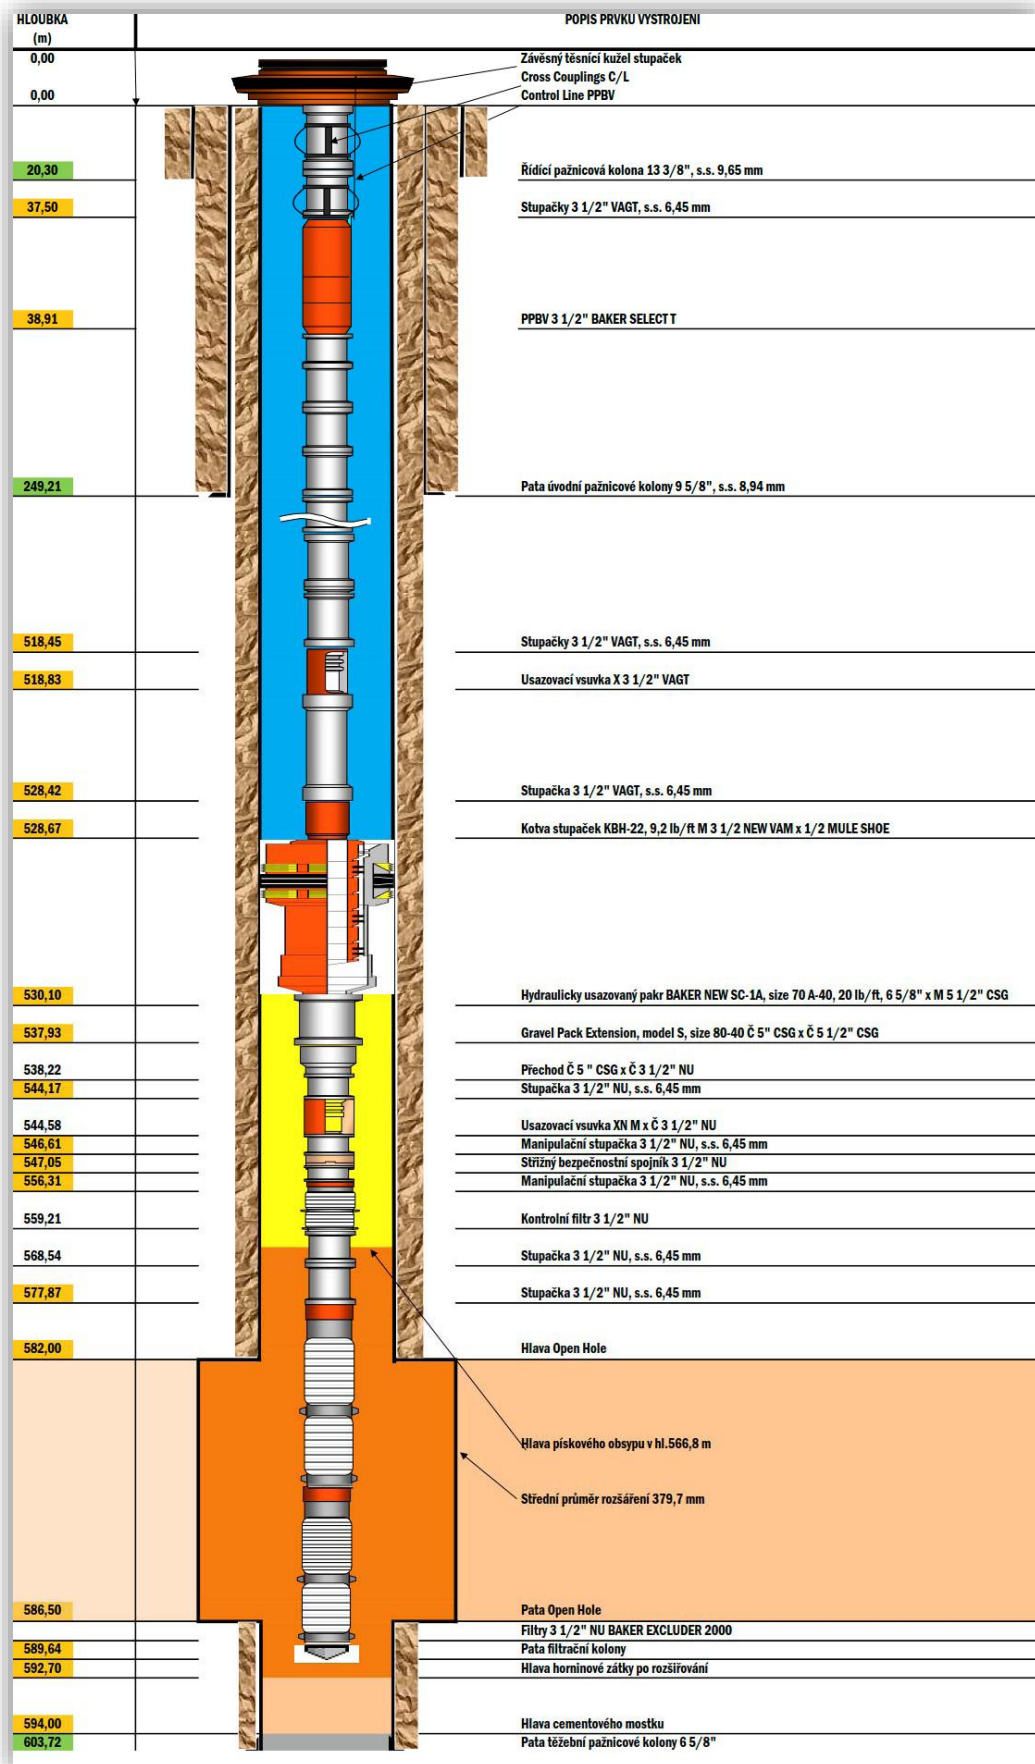 HLOUBKA
(m)
POPIS PRVKU VYSTROJENI
0,00 Závěsný těsnící kužel stupaček
Cross Couplings C/L
0,00 Control Line PPBV
20,30 Řídící pažnicová kolona 13 3/8", s.s. 9,65 mm
37,50 Stupačky 3 1/2" VAGT, s.s. 6,45 mm
38,91 PPBV 3 1/2" BAKER SELECT T
249,21 Pata úvodní pažnicové kolony 9 5/8", s.s. 8,94 mm
518,45 Stupačky 3 1/2" VAGT, s.s. 6,45 mm
518,83 Usazovací vsuvka X 3 1/2" VAGT
528,42 Stupačka 3 1/2" VAGT, s.s. 6,45 mm
528,67 Kotva stupaček KBH-22, 9,2 lb/ft M 3 1/2 NEW VAM x 1/2 MULE SHOE
530,10 Hydraulicky usazovaný pakr BAKER NEW SC-1A, size 70 A-40, 20 lb/ft, 6 5/8" x M 5 1/2" CSG
537,93 Gravel Pack Extension, model S, size 80-40 Č 5" CSG x Č 5 1/2" CSG
538,22 Přechod Č 5 " CSG x Č 3 1/2" NU
544,17 Stupačka 3 1/2" NU, s.s. 6,45 mm
544,58 Usazovací vsuvka XN M x Č 3 1/2" NU
546,61 Manipulační stupačka 3 1/2" NU, s.s. 6,45 mm
547,05 Střižný bezpečnostní spojník 3 1/2" NU
556,31 Manipulační stupačka 3 1/2" NU, s.s. 6,45 mm
559,21 Kontrolní filtr 3 1/2" NU
568,54 Stupačka 3 1/2" NU, s.s. 6,45 mm
577,87 Stupačka 3 1/2" NU, s.s. 6,45 mm
582,00 Hlava Open Hole
Hlava pískového obsypu v hl.566,8 m
Střední průměr rozšáření 379,7 mm
586,50 Pata Open Hole
Filtry 3 1/2" NU BAKER EXCLUDER 2000
589,64 Pata filtrační kolony
592,70 Hlava horninové zátky po rozšiřování
594,00 Hlava cementového mostku
603,72 Pata těžební pažnicové kolony 6 5/8"